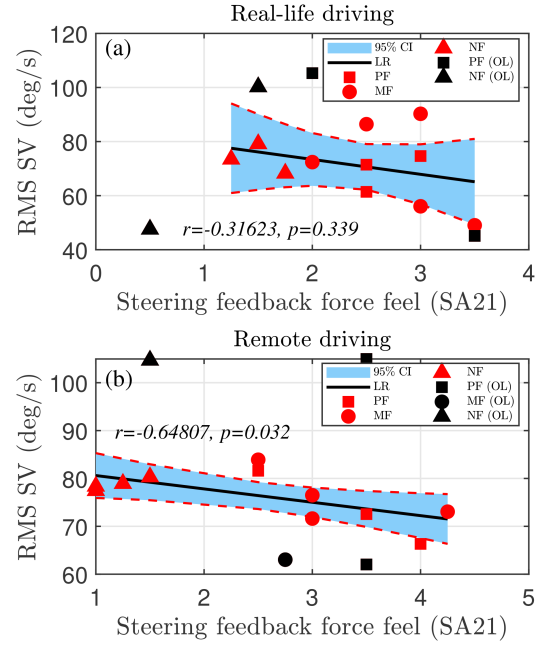 Real-life driving
(a)
95% CI
LR
PF
MF
NF
PF (OL)
NF (OL)
120
100
80
60
40
RMS SV (deg/s)
r=-0.31623, p=0.339
0 1 2 3 4
Steering feedback force feel (SA21)
Remote driving
(b)
95% CI
LR
PF
MF
NF
PF (OL)
MF (OL)
NF (OL)
100
90
80
70
60
RMS SV (deg/s)
r=-0.64807, p=0.032
1 2 3 4 5
Steering feedback force feel (SA21)